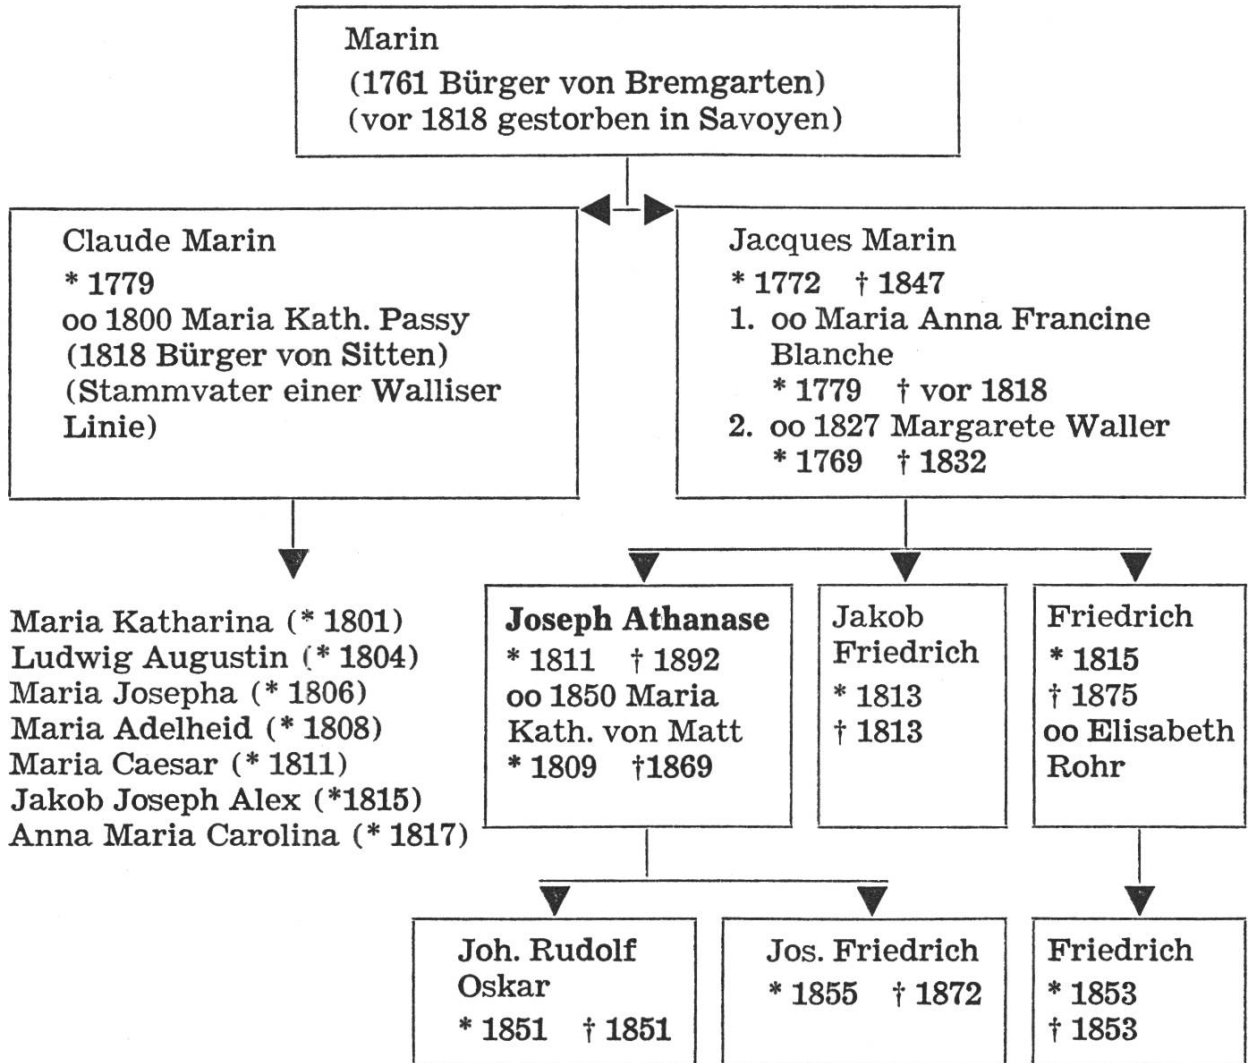 Marin
(1761 Bürger von Bremgarten)
(vor 1818 gestorben in Savoyen)
Claude Marin
* 1779
oo 1800 Maria Kath. Passy
(1818 Bürger von Sitten)
(Stammvater einer Walliser
Linie)
Jacques Marin
* 1772 † 1847
1. oo Maria Anna Francine
Blanche
* 1779 † vor 1818
2. oo 1827 Margarete Waller
* 1769 † 1832
Maria Katharina (* 1801)
Ludwig Augustin (* 1804)
Maria Josepha (* 1806)
Maria Adelheid (* 1808)
Maria Caesar (* 1811)
Jakob Joseph Alex (*1815)
Anna Maria Carolina (* 1817)
Joseph Athanase
* 1811 † 1892
oo 1850 Maria
Kath. von Matt
* 1809 †1869
Jakob
Friedrich
* 1813
† 1813
Friedrich
* 1815
† 1875
oo Elisabeth
Rohr
Joh. Rudolf
Oskar
* 1851 † 1851
Jos. Friedrich
* 1855 † 1872
Friedrich
* 1853
† 1853